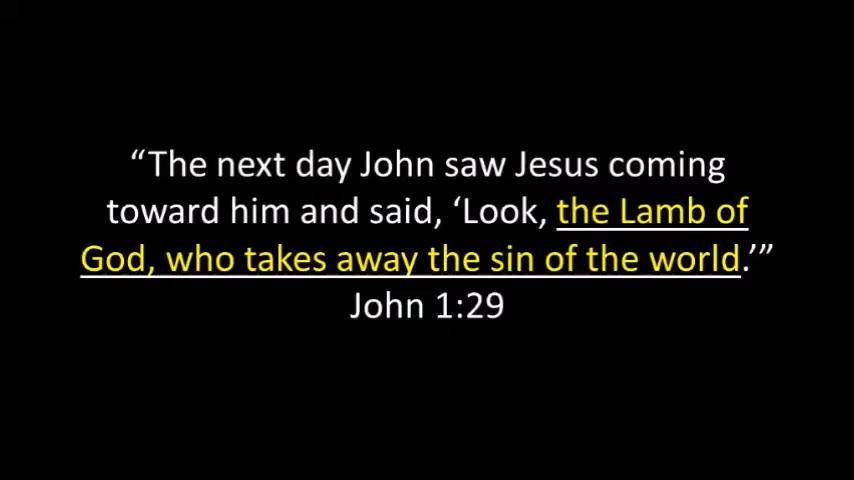 “The next day John saw Jesus coming
toward him and said, ‘Look, the Lamb of
God, who takes away the sin of the world.’”
John 1:29